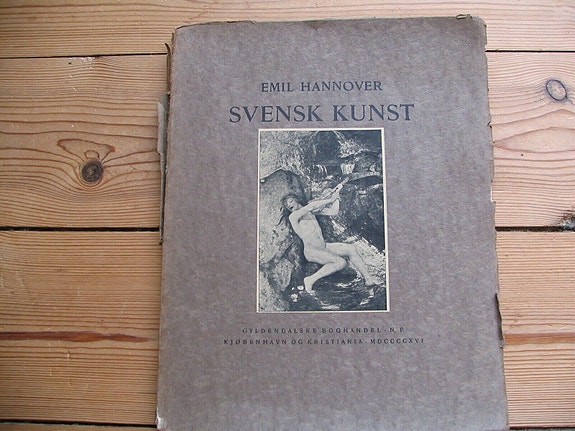 EMIL HANNOVER
SVENSK KUNST
GYLDENDALSKE BOGHANDEL · N. F.
KJØBENHAVN OG KRISTIANIA · MDCCCCXVI